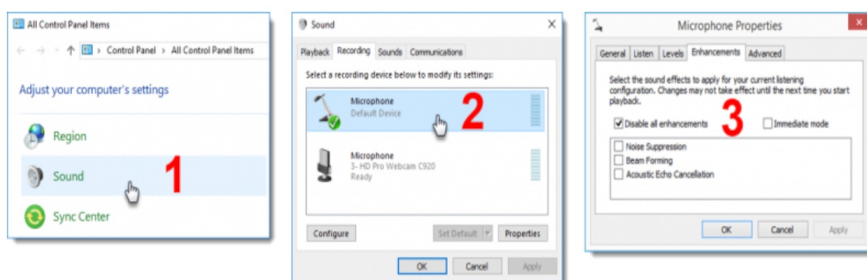 All Control Panel Items
Control Panel > All Control Panel Items
Adjust your computer's settings
Region
Sound
1
Sync Center
Sound
Playback Recording Sounds Communications
Select a recording device below to modify its settings:
Microphone
Default Device
2
Microphone
3- HD Pro Webcam C920
Ready
Configure Set Default Properties
OK Cancel Apply
Microphone Properties
General Listen Levels Enhancements Advanced
Select the sound effects to apply for your current listening
configuration. Changes may not take effect until the next time you start
playback.
Disable all enhancements Immediate mode
3
Noise Suppression
Beam Forming
Acoustic Echo Cancellation
OK Cancel Apply